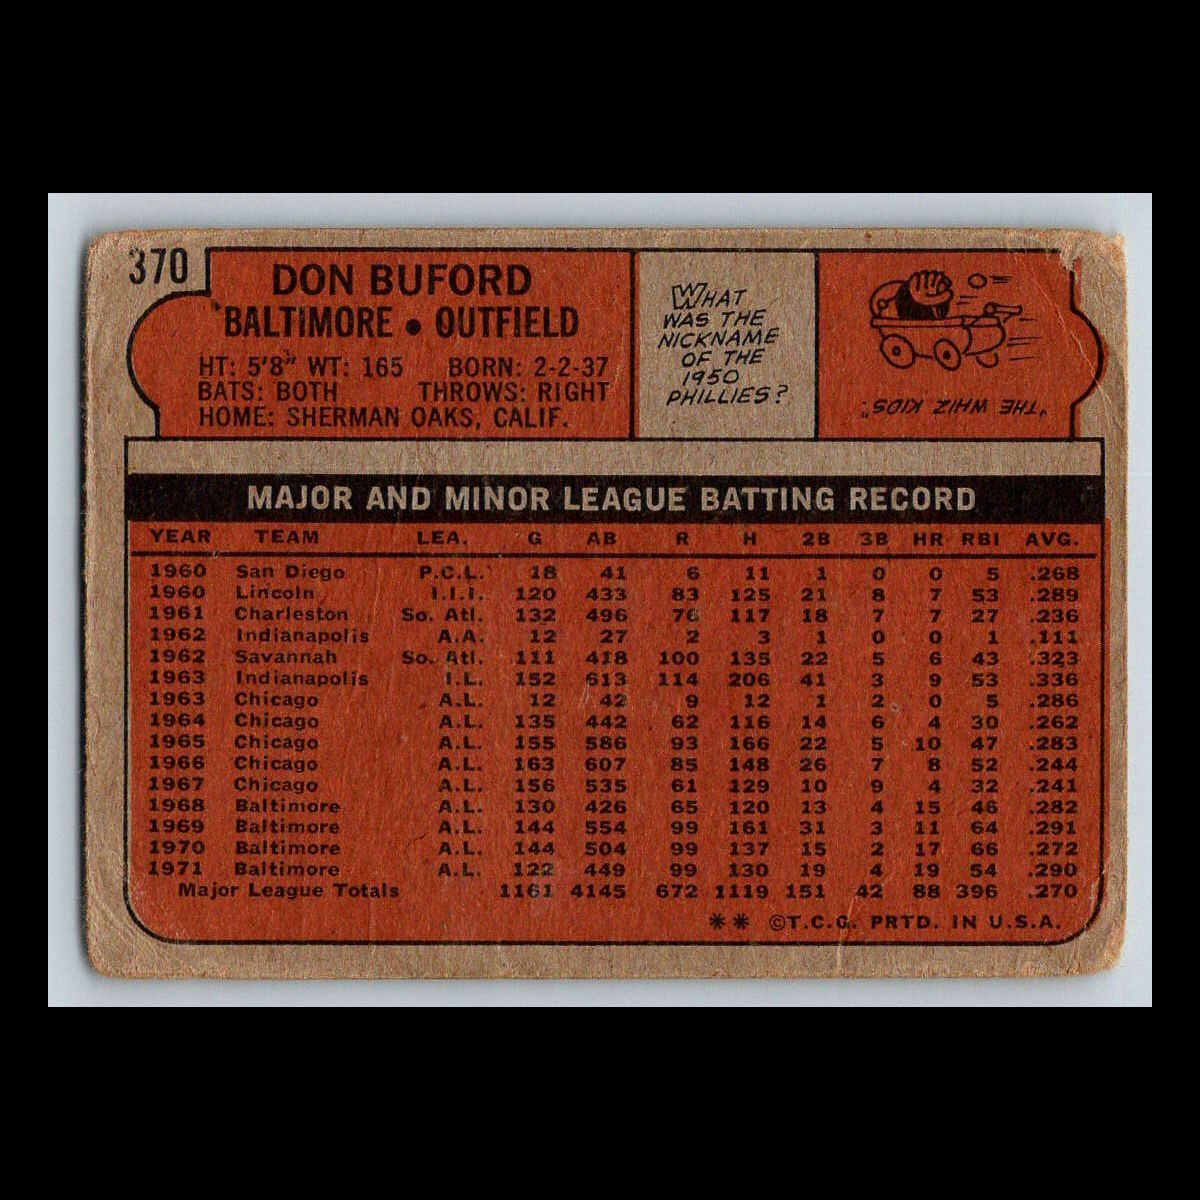 370
DON BUFORD
BALTIMORE • OUTFIELD
HT: 5'8" WT: 165 BORN: 2-2-37
BATS: BOTH THROWS: RIGHT
HOME: SHERMAN OAKS, CALIF.
WHAT
WAS THE
NICKNAME
OF THE
1950
PHILLIES?
"THE WHIZ KIDS"
MAJOR AND MINOR LEAGUE BATTING RECORD
YEAR TEAM LEA. G AB R H 2B 3B HR RBI AVG.
1960 San Diego P.C.L. 18 41 6 11 1 0 0 5 .268
1960 Lincoln I.I.I. 120 433 83 125 21 8 7 53 .289
1961 Charleston So. Atl. 132 496 76 117 18 7 7 27 .236
1962 Indianapolis A.A. 12 27 2 3 1 0 0 1 .111
1962 Savannah So. Atl. 111 418 100 135 22 5 6 43 .323
1963 Indianapolis I.L. 152 613 114 206 41 3 9 53 .336
1963 Chicago A.L. 12 42 9 12 1 2 0 5 .286
1964 Chicago A.L. 135 442 62 116 14 6 4 30 .262
1965 Chicago A.L. 155 586 93 166 22 5 10 47 .283
1966 Chicago A.L. 163 607 85 148 26 7 8 52 .244
1967 Chicago A.L. 156 535 61 129 10 9 4 32 .241
1968 Baltimore A.L. 130 426 65 120 13 4 15 46 .282
1969 Baltimore A.L. 144 554 99 161 31 3 11 64 .291
1970 Baltimore A.L. 144 504 99 137 15 2 17 66 .272
1971 Baltimore A.L. 122 449 99 130 19 4 19 54 .290
Major League Totals 1161 4145 672 1119 151 42 88 396 .270
** ©T.C.G. PRTD. IN U.S.A.